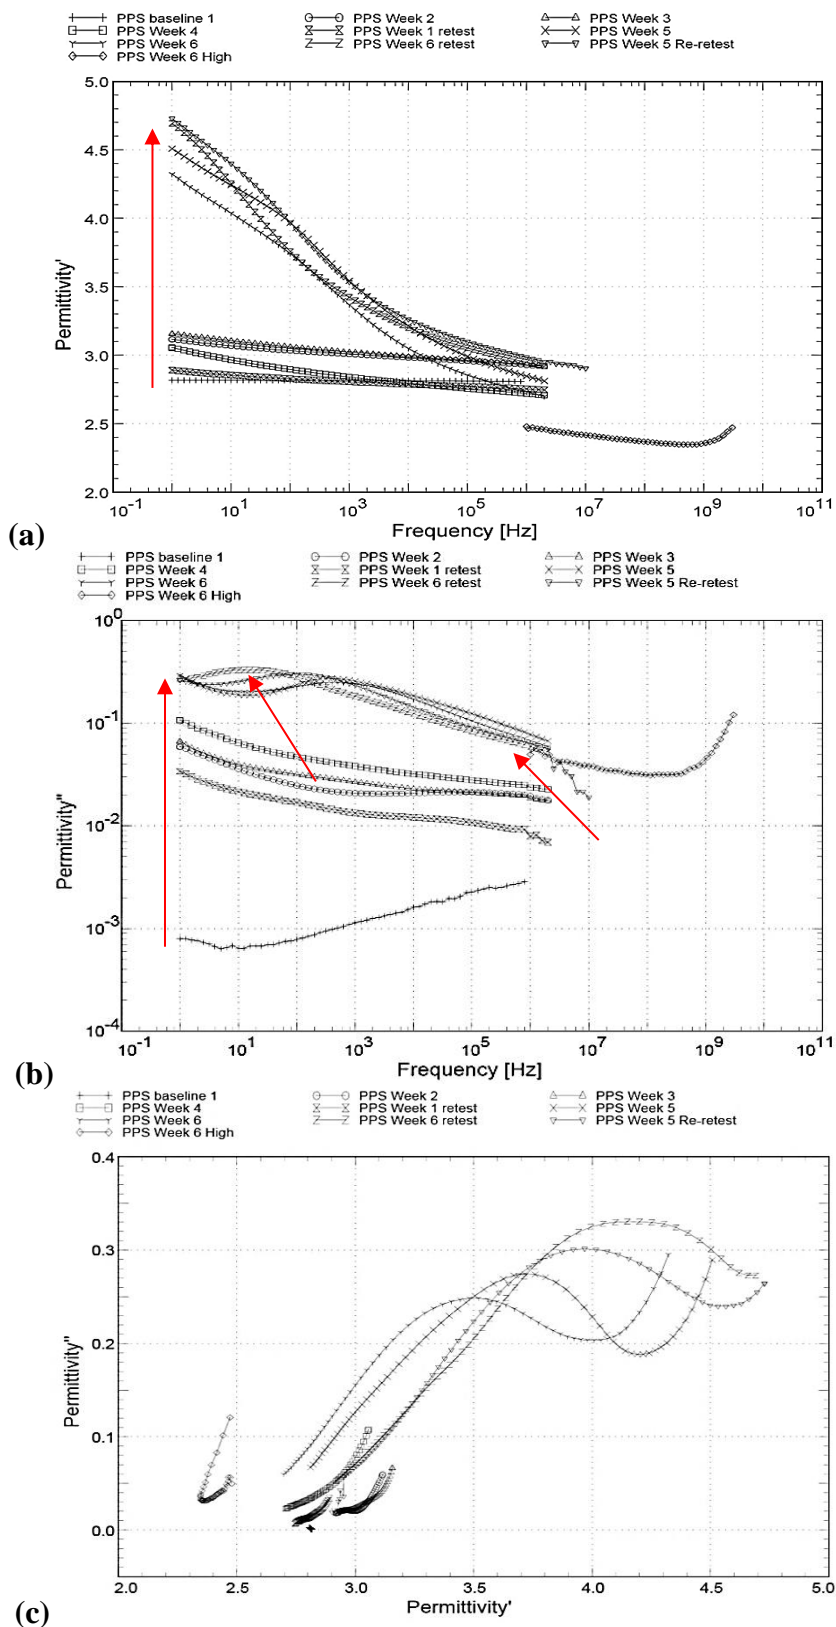 PPS baseline 1 PPS Week 2 PPS Week 3
PPS Week 4 PPS Week 1 retest PPS Week 5
PPS Week 6 PPS Week 6 retest PPS Week 5 Re-retest
PPS Week 6 High
5.0
4.5
4.0
3.5
3.0
2.5
2.0
Permittivity'
10-1 101 103 105 107 109 1011
Frequency [Hz]
(a)
PPS baseline 1 PPS Week 2 PPS Week 3
PPS Week 4 PPS Week 1 retest PPS Week 5
PPS Week 6 PPS Week 6 retest PPS Week 5 Re-retest
PPS Week 6 High
100
10-1
10-2
10-3
10-4
Permittivity"
10-1 101 103 105 107 109 1011
Frequency [Hz]
(b)
PPS baseline 1 PPS Week 2 PPS Week 3
PPS Week 4 PPS Week 1 retest PPS Week 5
PPS Week 6 PPS Week 6 retest PPS Week 5 Re-retest
PPS Week 6 High
0.4
0.3
0.2
0.1
0.0
Permittivity"
2.0 2.5 3.0 3.5 4.0 4.5 5.0
Permittivity'
(c)